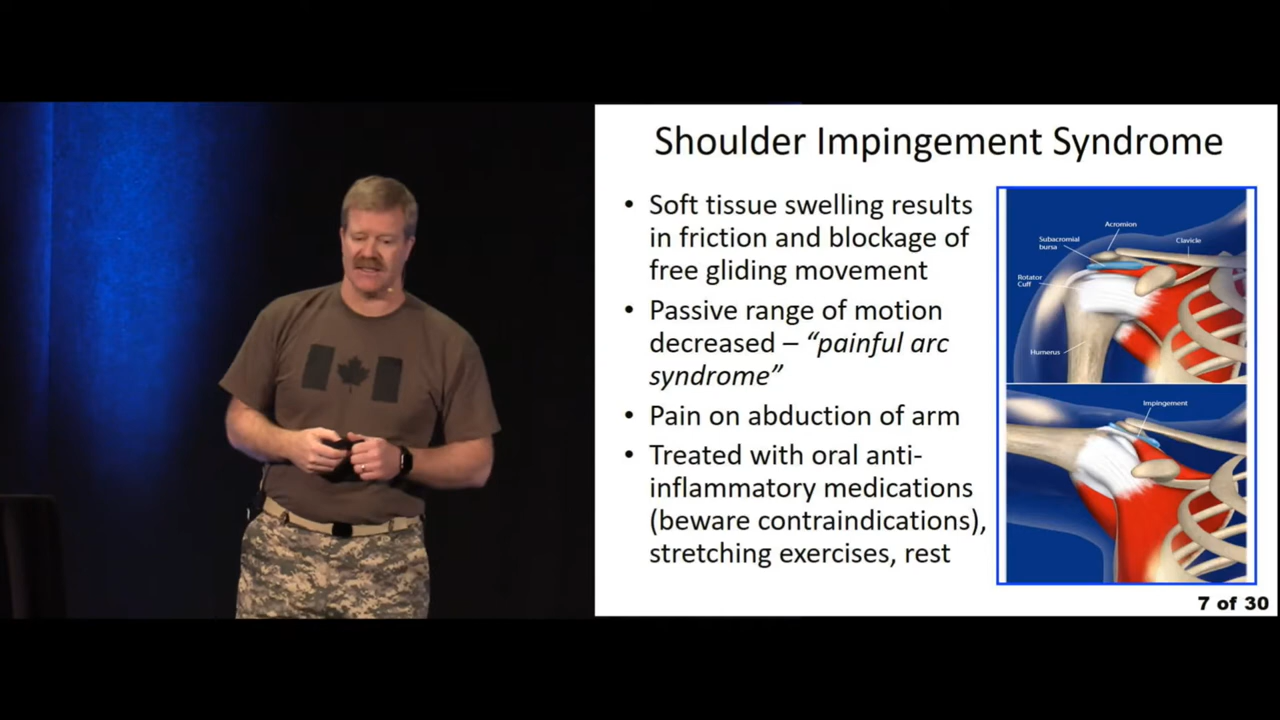 Shoulder Impingement Syndrome
• Soft tissue swelling results
in friction and blockage of
free gliding movement
• Passive range of motion
decreased – “painful arc
syndrome”
• Pain on abduction of arm
• Treated with oral anti-
inflammatory medications
(beware contraindications),
stretching exercises, rest
Acromion
Subacromial
bursa
Clavicle
Rotator
Cuff
Humerus
Impingement
7 of 30